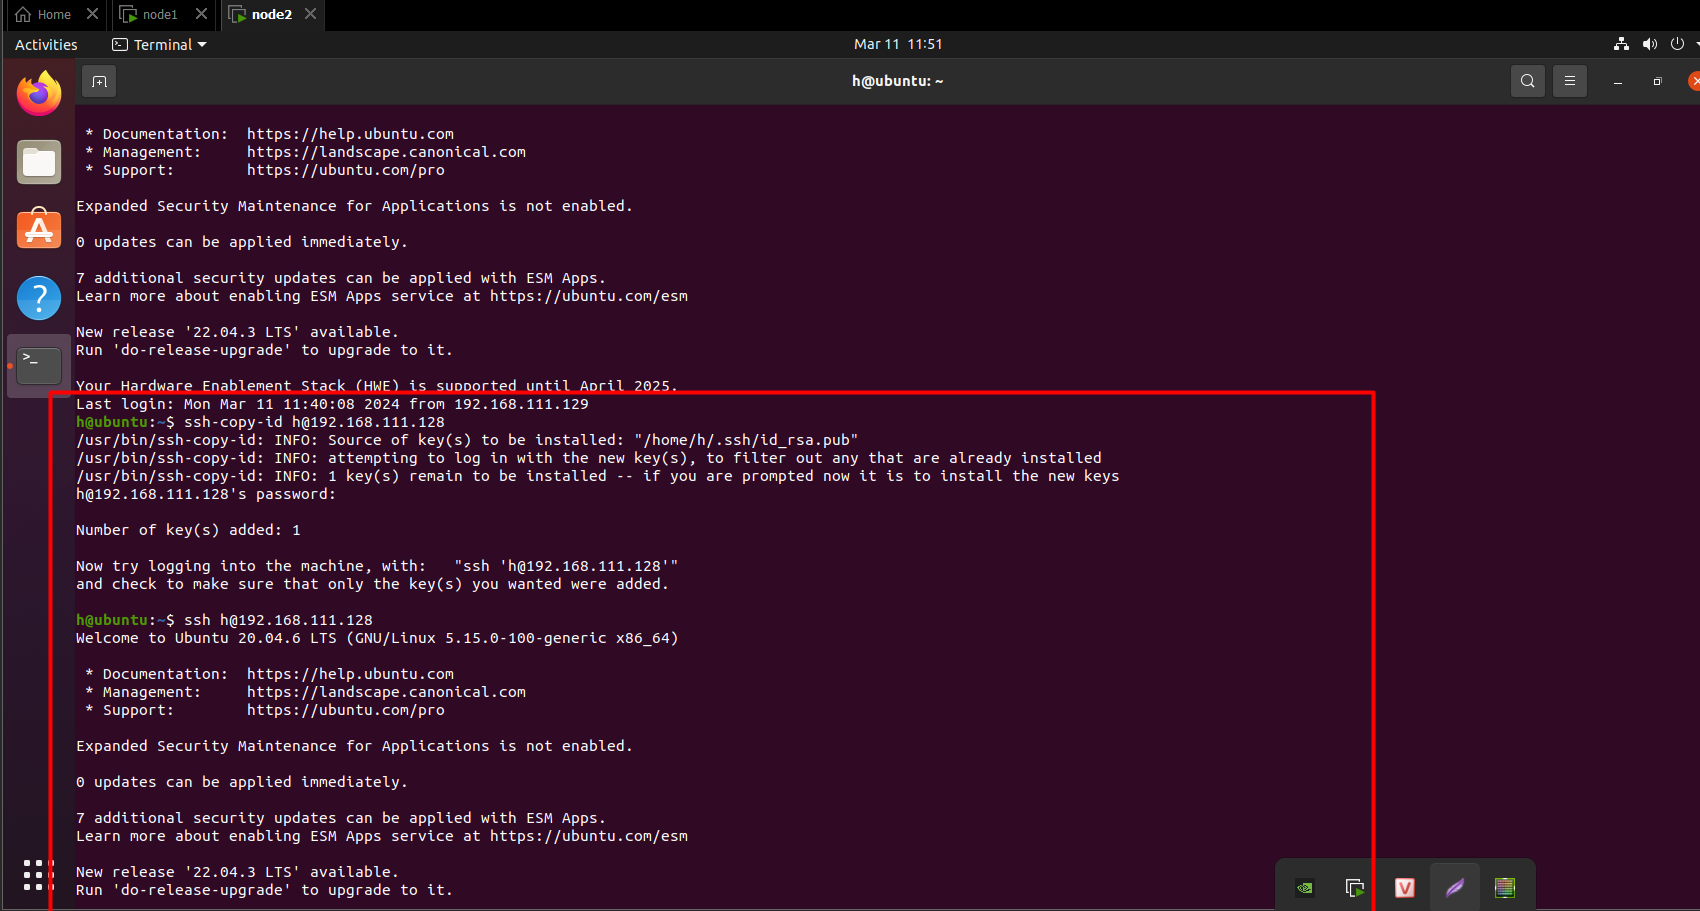 Home
node1
node2
Activities
Terminal
Mar 11 11:51
h@ubuntu: ~
* Documentation:  https://help.ubuntu.com
* Management:     https://landscape.canonical.com
* Support:        https://ubuntu.com/pro
Expanded Security Maintenance for Applications is not enabled.
0 updates can be applied immediately.
7 additional security updates can be applied with ESM Apps.
Learn more about enabling ESM Apps service at https://ubuntu.com/esm
New release '22.04.3 LTS' available.
Run 'do-release-upgrade' to upgrade to it.
Your Hardware Enablement Stack (HWE) is supported until April 2025.
Last login: Mon Mar 11 11:40:08 2024 from 192.168.111.129
h@ubuntu:~$ ssh-copy-id h@192.168.111.128
/usr/bin/ssh-copy-id: INFO: Source of key(s) to be installed: "/home/h/.ssh/id_rsa.pub"
/usr/bin/ssh-copy-id: INFO: attempting to log in with the new key(s), to filter out any that are already installed
/usr/bin/ssh-copy-id: INFO: 1 key(s) remain to be installed -- if you are prompted now it is to install the new keys
h@192.168.111.128's password:
Number of key(s) added: 1
Now try logging into the machine, with:   "ssh 'h@192.168.111.128'"
and check to make sure that only the key(s) you wanted were added.
h@ubuntu:~$ ssh h@192.168.111.128
Welcome to Ubuntu 20.04.6 LTS (GNU/Linux 5.15.0-100-generic x86_64)
* Documentation:  https://help.ubuntu.com
* Management:     https://landscape.canonical.com
* Support:        https://ubuntu.com/pro
Expanded Security Maintenance for Applications is not enabled.
0 updates can be applied immediately.
7 additional security updates can be applied with ESM Apps.
Learn more about enabling ESM Apps service at https://ubuntu.com/esm
New release '22.04.3 LTS' available.
Run 'do-release-upgrade' to upgrade to it.